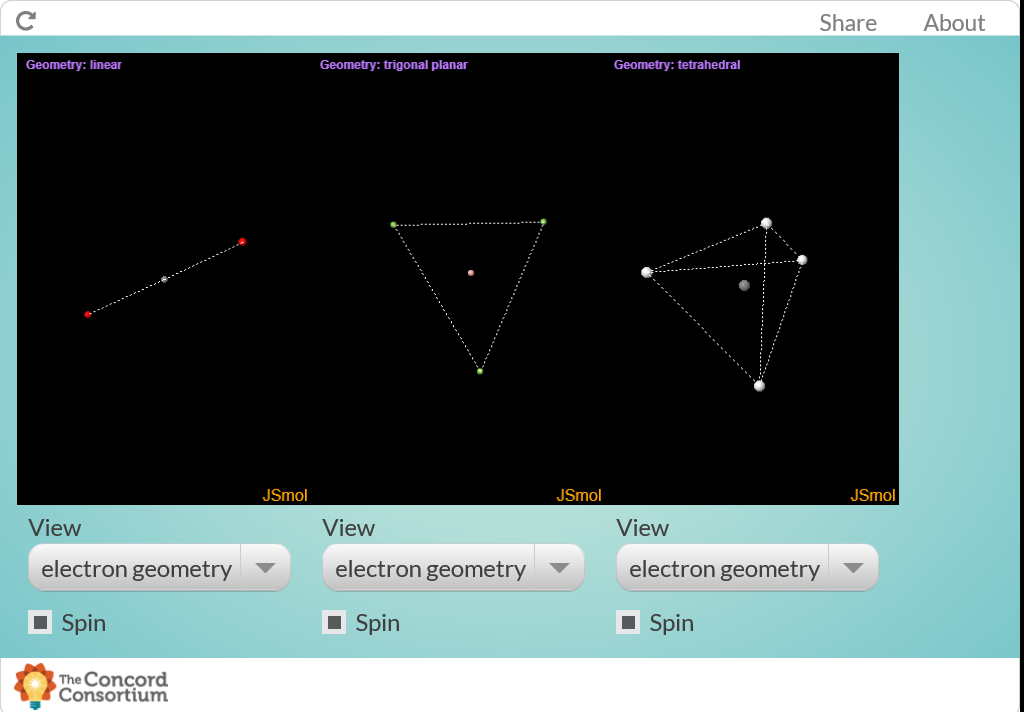 Share About
Geometry: linear Geometry: trigonal planar Geometry: tetrahedral
JSmol JSmol JSmol
View View View
electron geometry electron geometry electron geometry
Spin Spin Spin
The Concord
Consortium